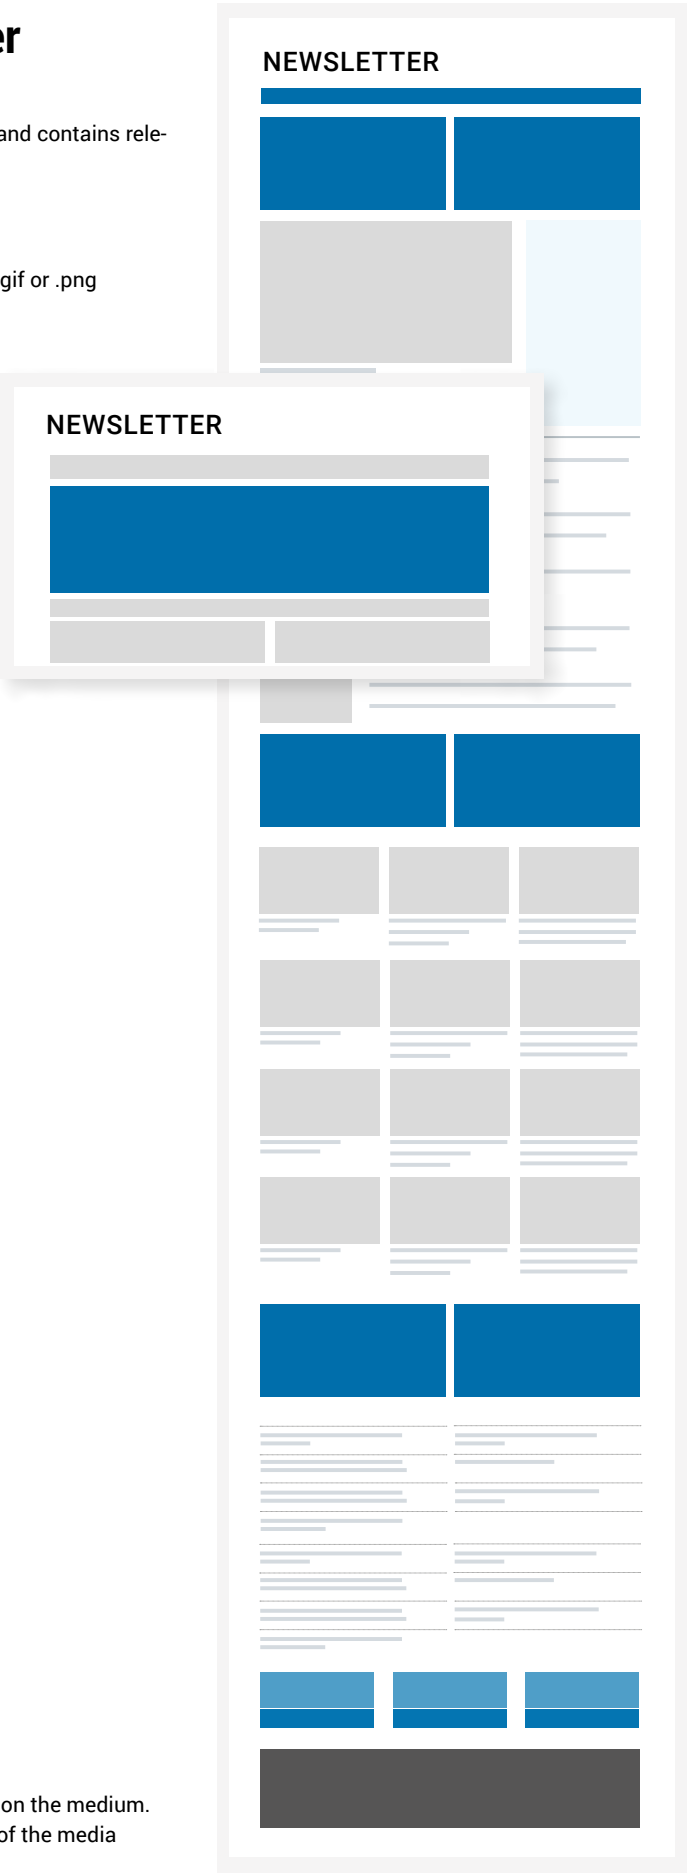 er
NEWSLETTER
and contains rele-
gif or .png
NEWSLETTER
on the medium.
of the media